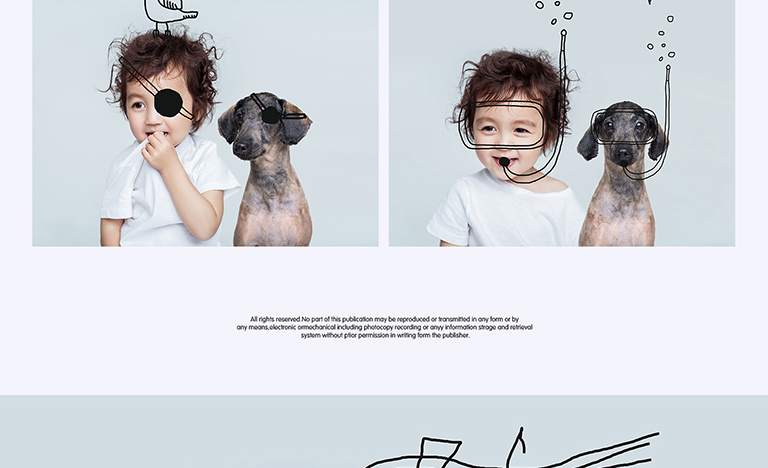 All rights reserved.No part of this publication may be reproduced or transmitted in any form or by
any means,electronic ormechanical including photocopy recording or anyy information strage and retrieval
system without ptior permission in writing form the publisher.